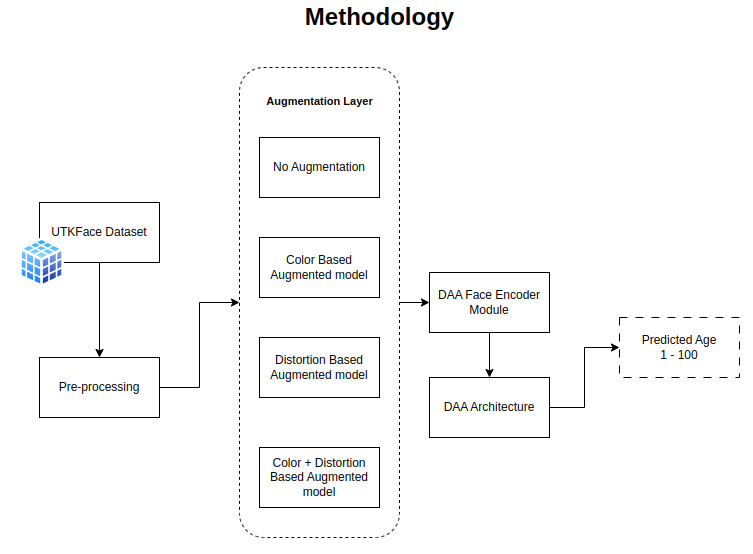 Methodology
Augmentation Layer
No Augmentation
UTKFace Dataset
Color Based
Augmented model
DAA Face Encoder
Module
Distortion Based
Augmented model
Predicted Age
1 - 100
Pre-processing
DAA Architecture
Color + Distortion
Based Augmented
model